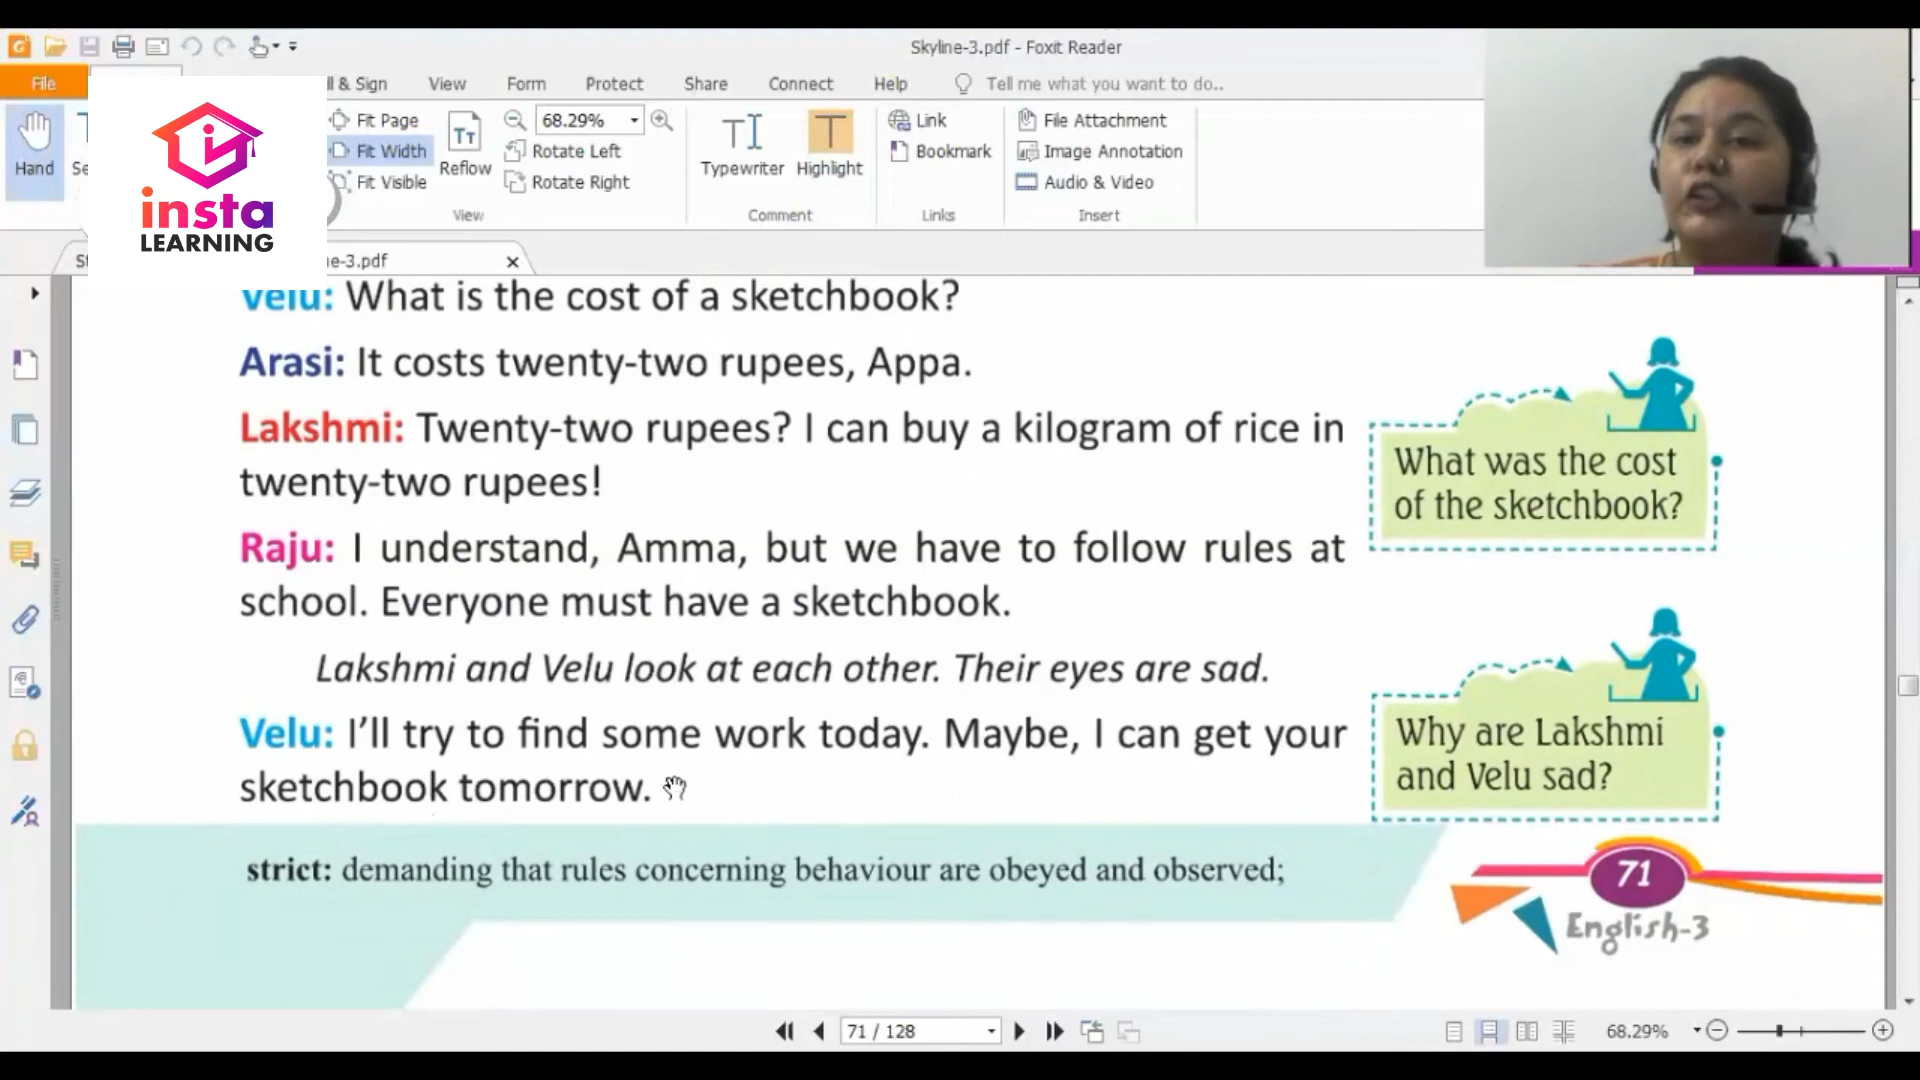 Skyline-3.pdf - Foxit Reader
File
ll & Sign View Form Protect Share Connect Help Tell me what you want to do..
Hand
Fit Page
Fit Width
Fit Visible
Reflow
68.29%
Rotate Left
Rotate Right
View
Typewriter
Highlight
Comment
Link
Bookmark
Links
File Attachment
Image Annotation
Audio & Video
Insert
insta
LEARNING
ne-3.pdf
Velu: What is the cost of a sketchbook?
Arasi: It costs twenty-two rupees, Appa.
Lakshmi: Twenty-two rupees? I can buy a kilogram of rice in
twenty-two rupees!
Raju: I understand, Amma, but we have to follow rules at
school. Everyone must have a sketchbook.
Lakshmi and Velu look at each other. Their eyes are sad.
Velu: I'll try to find some work today. Maybe, I can get your
sketchbook tomorrow.
What was the cost
of the sketchbook?
Why are Lakshmi
and Velu sad?
strict: demanding that rules concerning behaviour are obeyed and observed;
71
English-3
71 / 128
68.29%